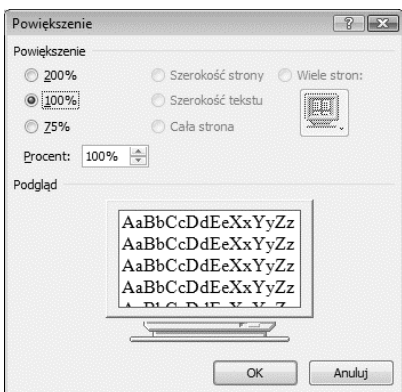 Powiększenie
Powiększenie
200% Szerokość strony Wiele stron:
100% Szerokość tekstu
75% Cała strona
Procent: 100%
Podgląd
AaBbCcDdEeXxYyZz
AaBbCcDdEeXxYyZz
AaBbCcDdEeXxYyZz
AaBbCcDdEeXxYyZz
OK Anuluj